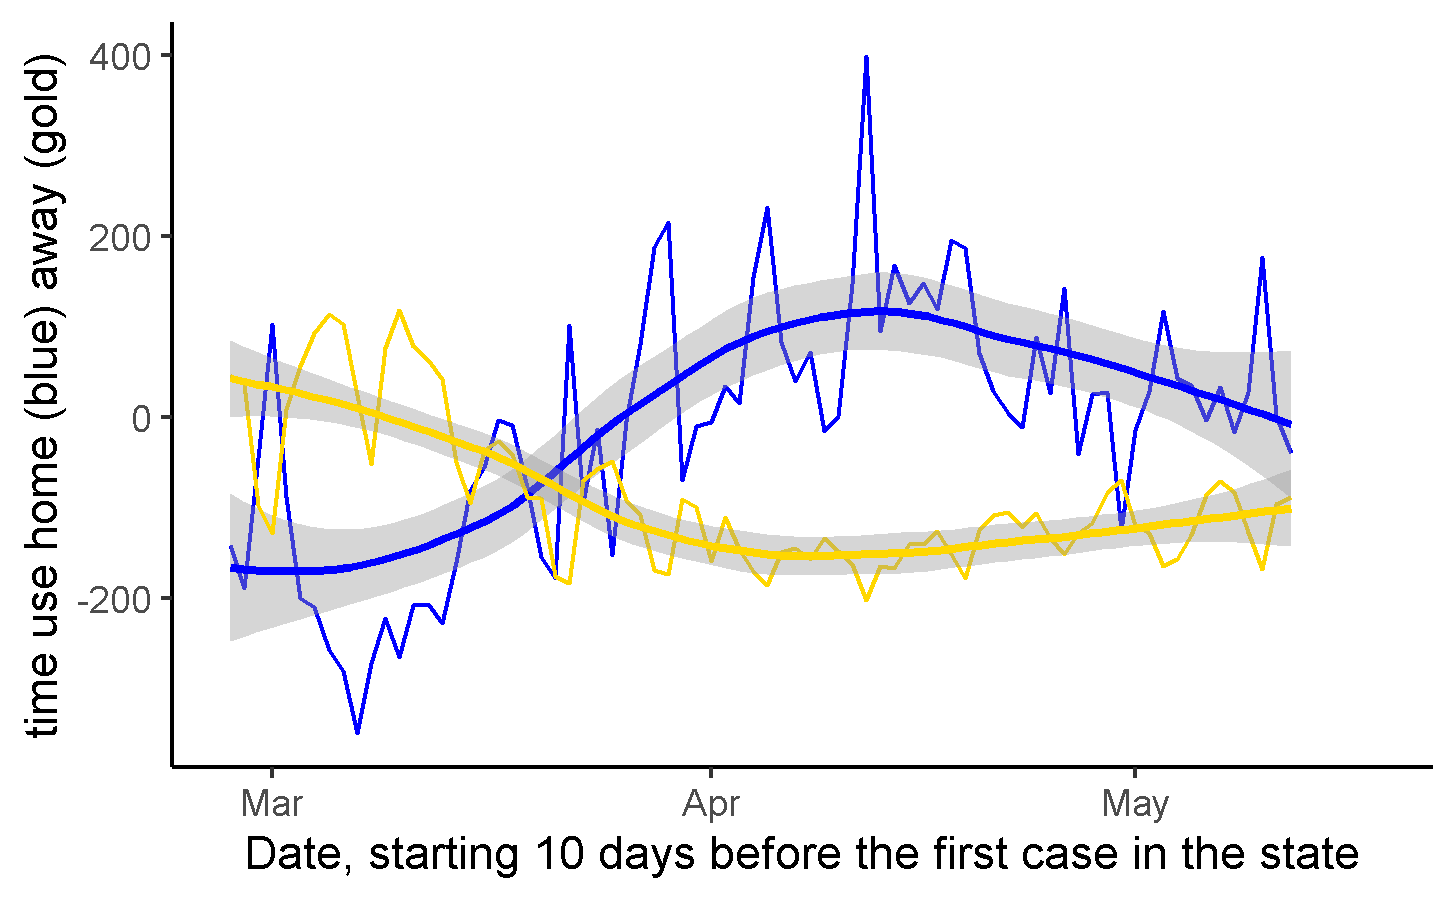 time use home (blue) away (gold)
400
200
0
-200
Mar
Apr
May
Date, starting 10 days before the first case in the state